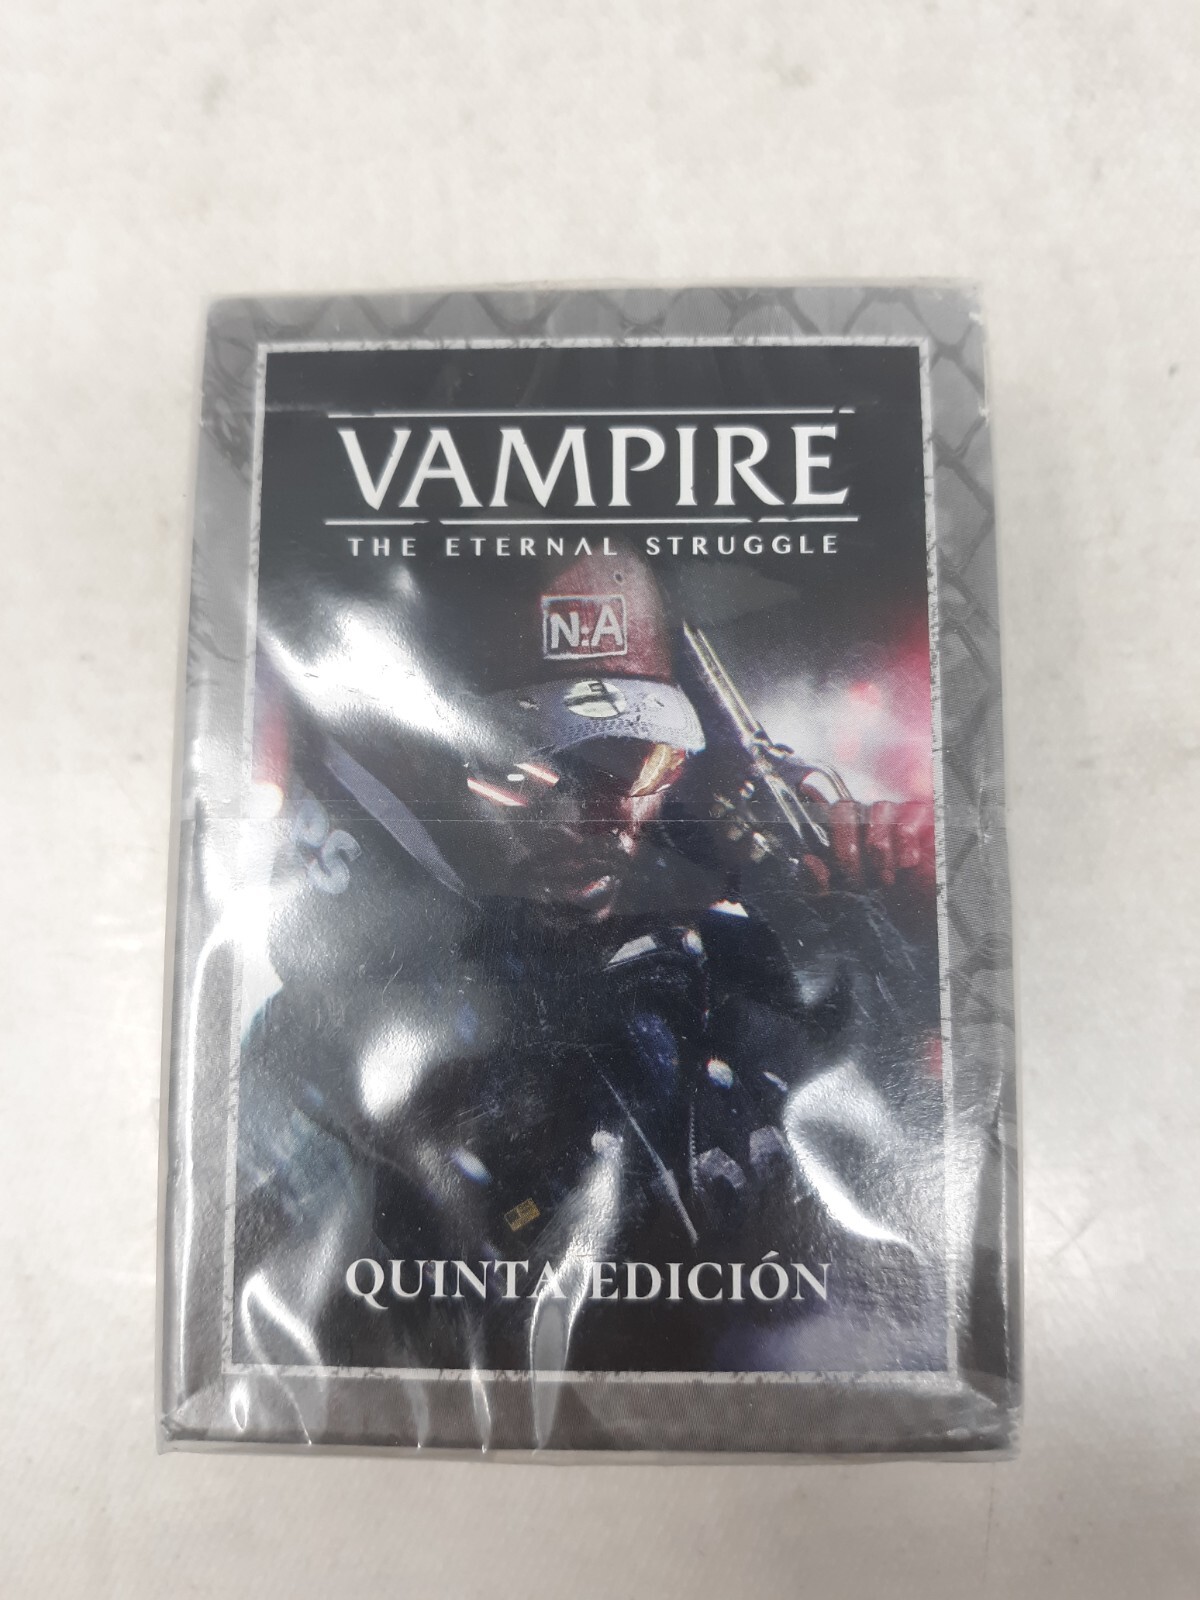 VAMPIRE
THE ETERNAL STRUGGLE
N:A
QUINTA EDICIÓN